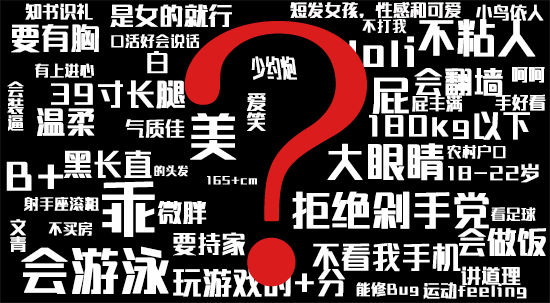 知书识礼
是女的就行
短发女孩，性感和可爱
小鸟依人
要有胸
口活好会说话
不打我
loli
不粘人
有上进心
白
少约炮
会翻墙
呵呵
会装逼
39寸长腿
爱笑
屁
屁丰满
手好看
温柔
气质佳
美
180kg以下
B+
黑长直
的头发
165+cm
大眼睛
农村户口
18-22岁
射手座滚粗
乖
微胖
拒绝剁手党
看足球
文青
不买房
要持家
不看我手机
会做饭
会游泳
玩游戏的+分
能修Bug
运动feeling
讲道理